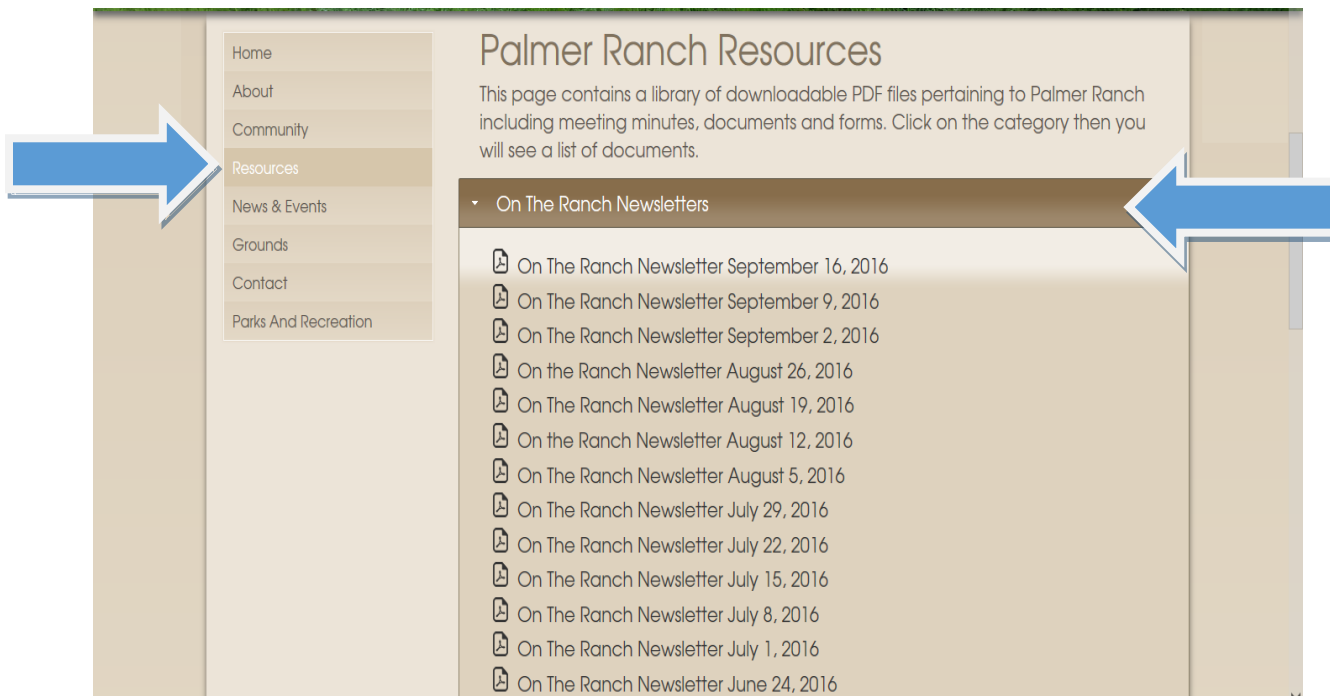 Home
About
Community
Resources
News & Events
Grounds
Contact
Parks And Recreation
Palmer Ranch Resources
This page contains a library of downloadable PDF files pertaining to Palmer Ranch
including meeting minutes, documents and forms. Click on the category then you
will see a list of documents.
On The Ranch Newsletters
On The Ranch Newsletter September 16, 2016
On The Ranch Newsletter September 9, 2016
On The Ranch Newsletter September 2, 2016
On the Ranch Newsletter August 26, 2016
On The Ranch Newsletter August 19, 2016
On the Ranch Newsletter August 12, 2016
On The Ranch Newsletter August 5, 2016
On The Ranch Newsletter July 29, 2016
On The Ranch Newsletter July 22, 2016
On The Ranch Newsletter July 15, 2016
On The Ranch Newsletter July 8, 2016
On The Ranch Newsletter July 1, 2016
On The Ranch Newsletter June 24, 2016